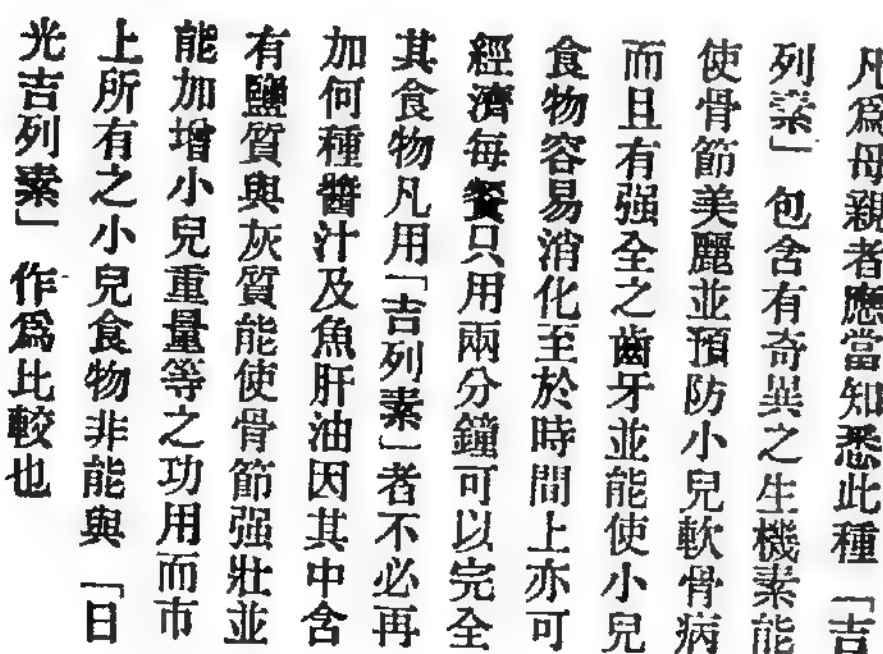 凡爲母親者應當知悉此種「吉
列素」包含有奇異之生機素能
使骨節美麗並預防小兒軟骨病
而且有强全之齒牙並能使小兒
食物容易消化至於時間上亦可
經濟每餐只用兩分鐘可以完全
其食物凡用「吉列素」者不必再
加何種醬汁及魚肝油因其中含
有鹽質與灰質能使骨節强壯並
能加增小兒重量等之功用而市
上所有之小兒食物非能與「日
光吉列素」作爲比較也